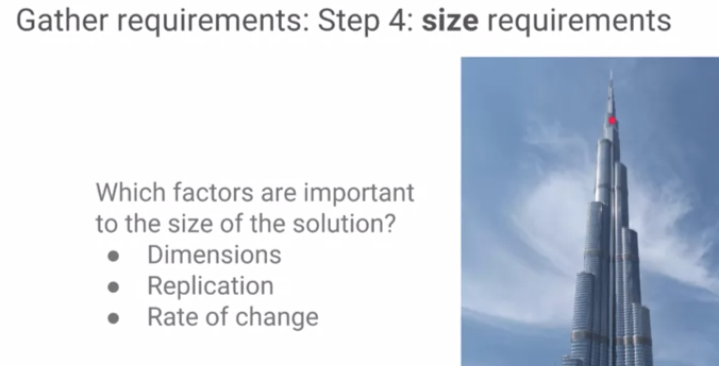 Gather requirements: Step 4: size requirements
Which factors are important
to the size of the solution?
● Dimensions
● Replication
● Rate of change